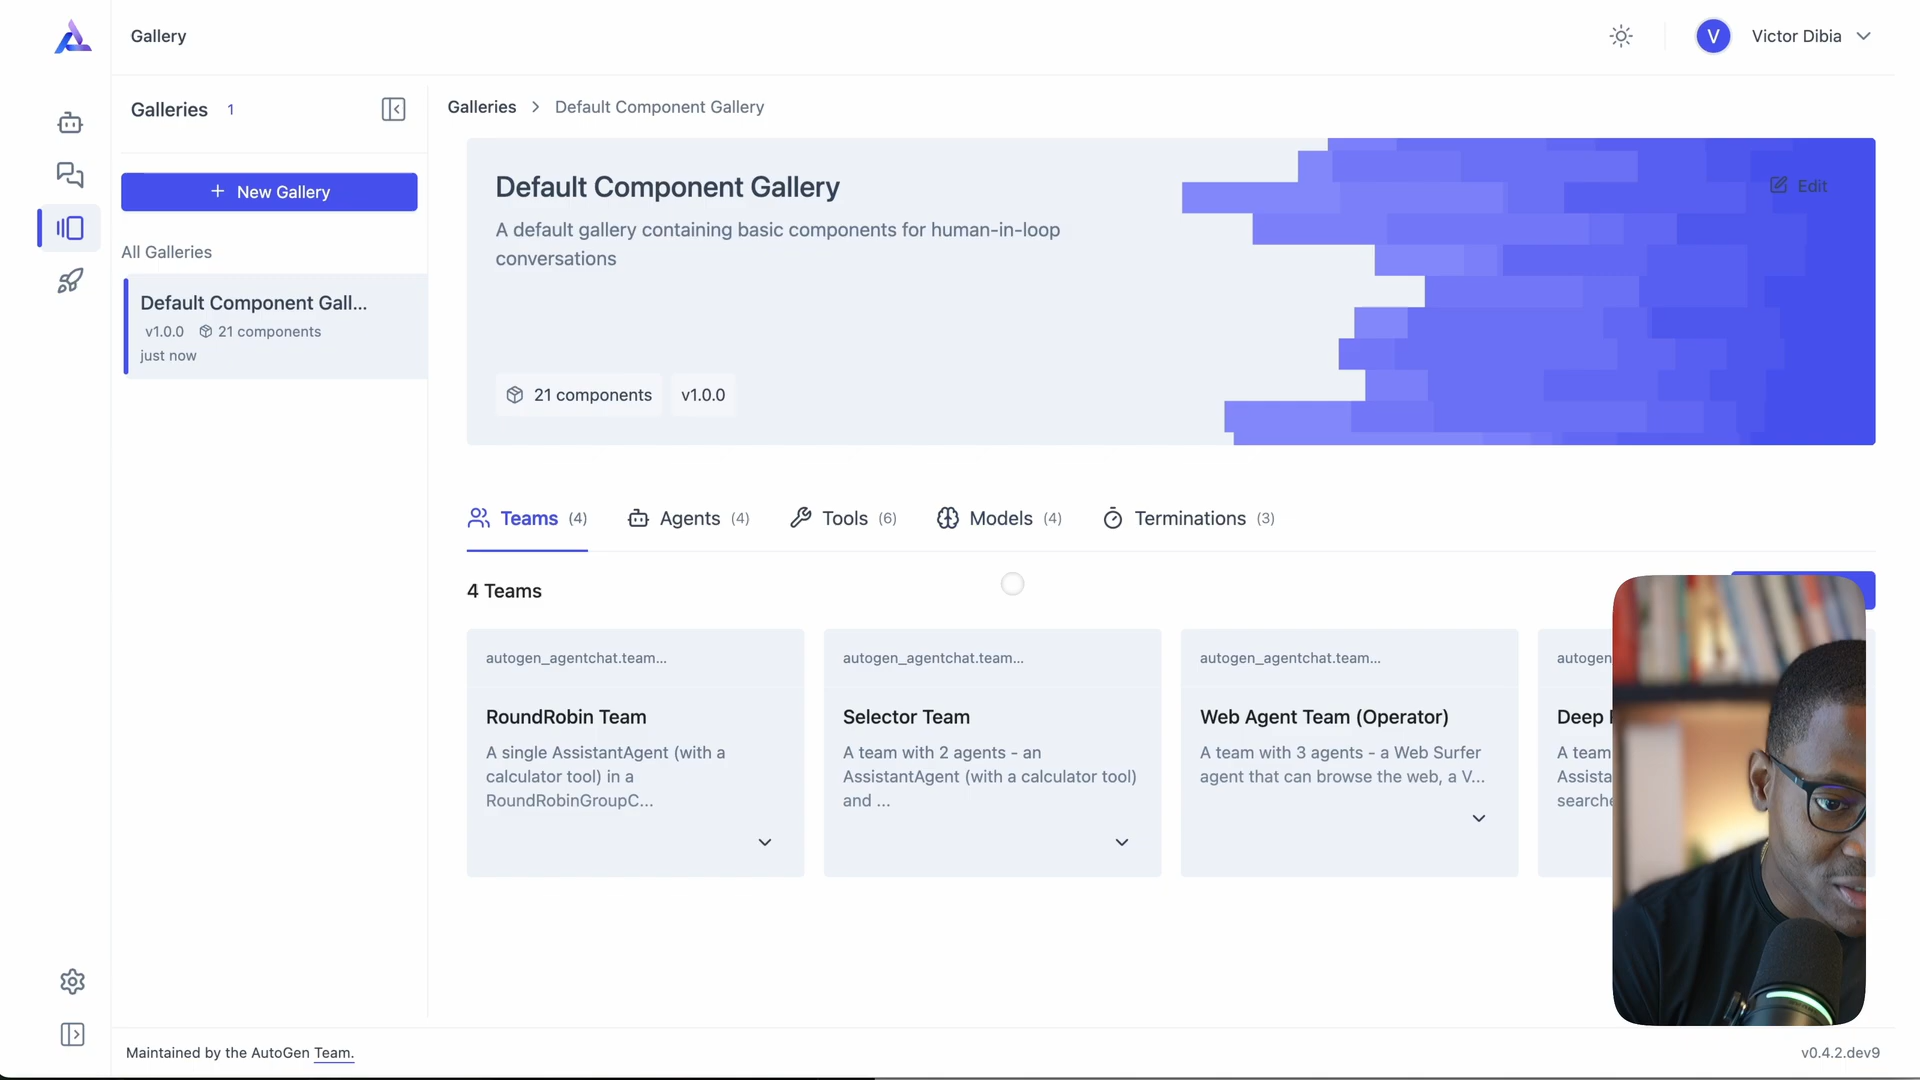 Gallery
V
Victor Dibia
Galleries 1
New Gallery
All Galleries
Default Component Gall...
v1.0.0 21 components
just now
Galleries > Default Component Gallery
Default Component Gallery
Edit
A default gallery containing basic components for human-in-loop
conversations
21 components
v1.0.0
Teams (4)
Agents (4)
Tools (6)
Models (4)
Terminations (3)
4 Teams
autogen_agentchat.team...
RoundRobin Team
A single AssistantAgent (with a
calculator tool) in a
RoundRobinGroupC...
autogen_agentchat.team...
Selector Team
A team with 2 agents - an
AssistantAgent (with a calculator tool)
and ...
autogen_agentchat.team...
Web Agent Team (Operator)
A team with 3 agents - a Web Surfer
agent that can browse the web, a V...
autogen
Deep
A team
Assista
searche
Maintained by the AutoGen Team.
v0.4.2.dev9